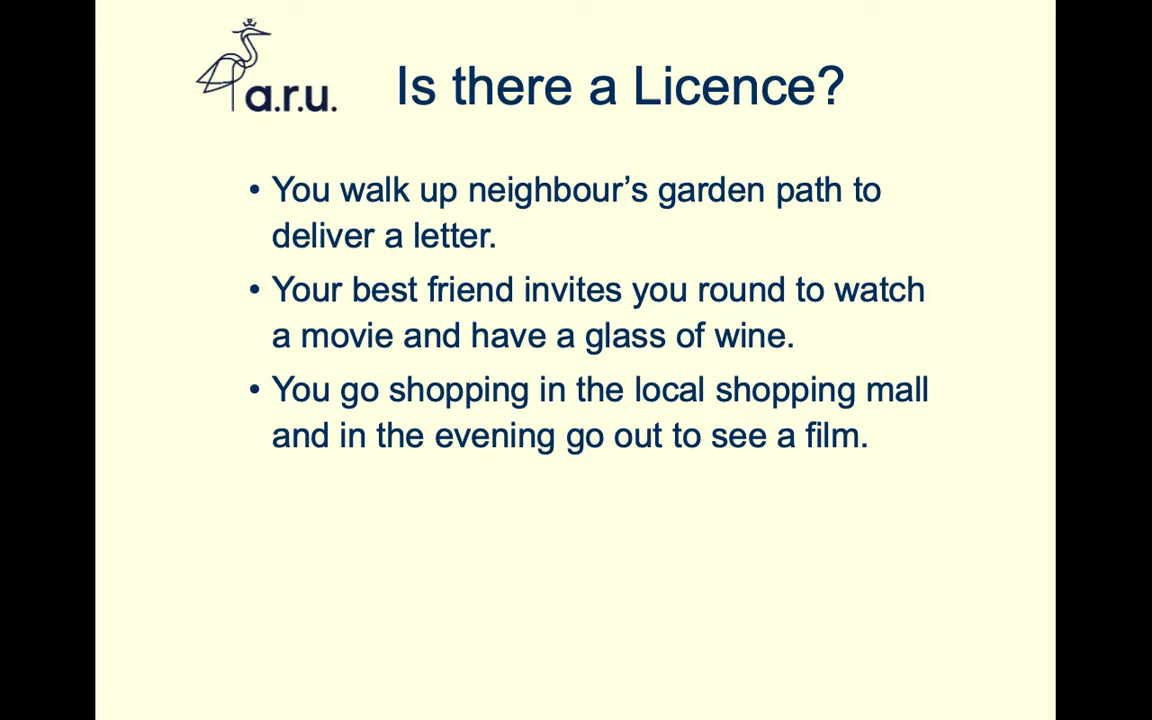 a.r.u.
Is there a Licence?
• You walk up neighbour’s garden path to
deliver a letter.
• Your best friend invites you round to watch
a movie and have a glass of wine.
• You go shopping in the local shopping mall
and in the evening go out to see a film.